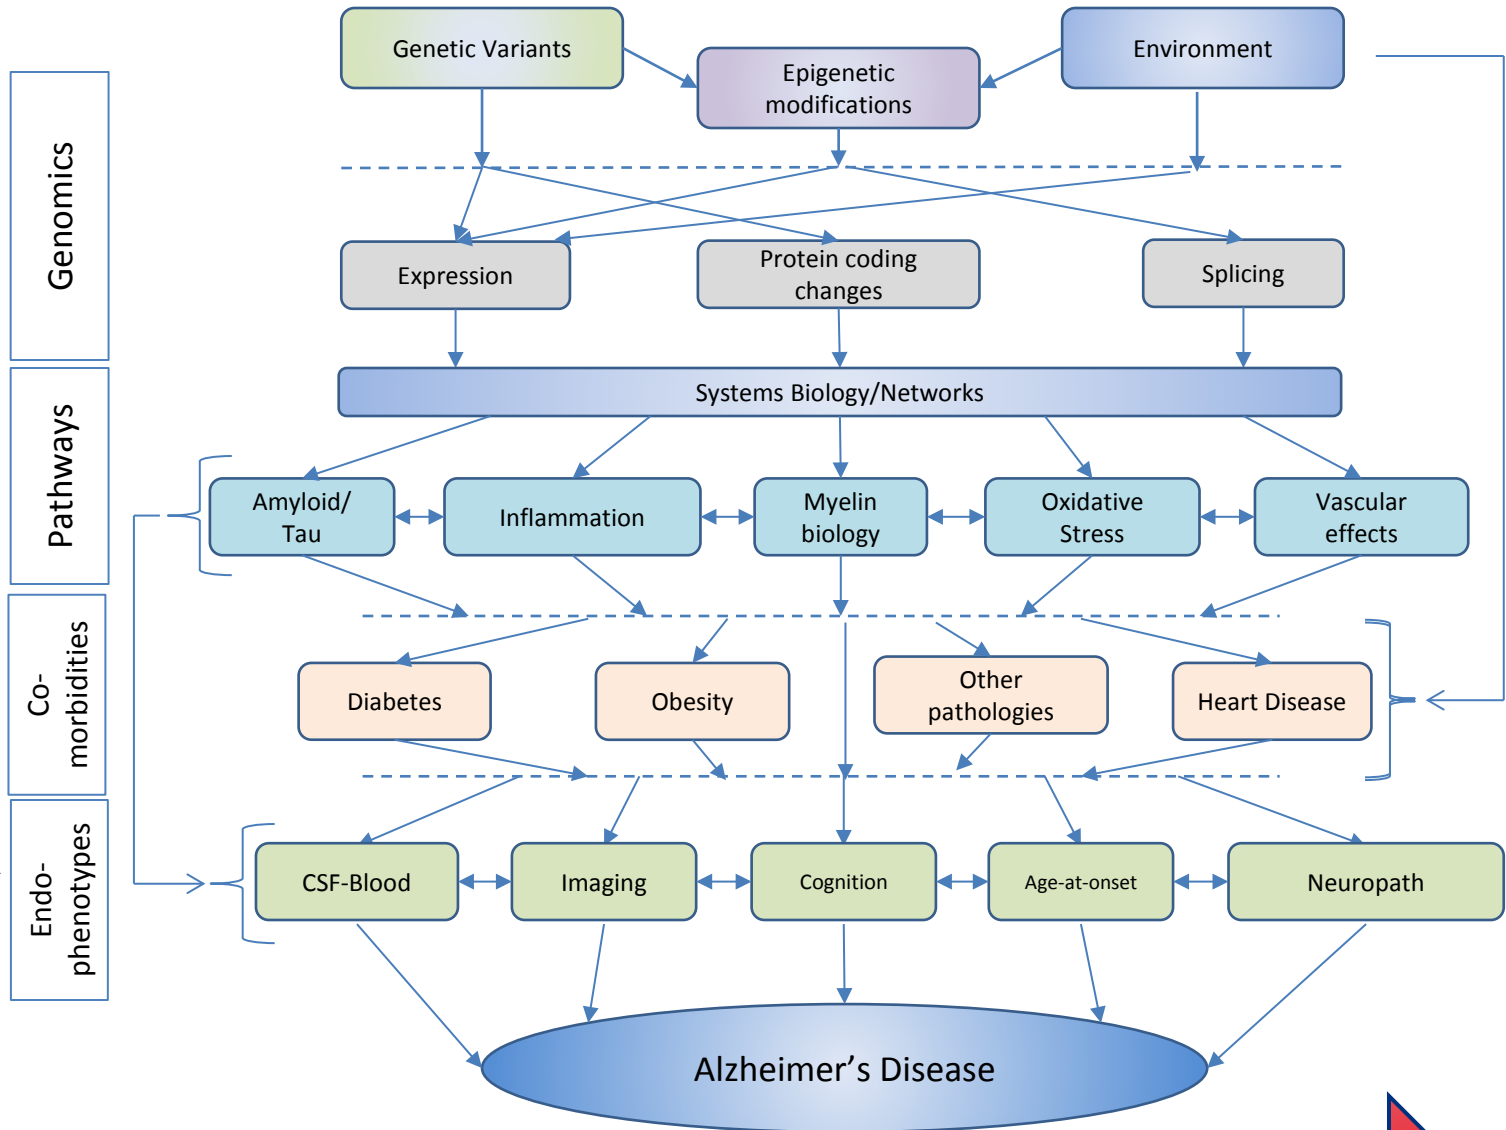 Genetic Variants
Epigenetic
modifications
Environment
Genomics
Expression
Protein coding
changes
Splicing
Pathways
Systems Biology/Networks
Amyloid/
Tau
Inflammation
Myelin
biology
Oxidative
Stress
Vascular
effects
Co-
morbidities
Diabetes
Obesity
Other
pathologies
Heart Disease
Endo-
phenotypes
CSF-Blood
Imaging
Cognition
Age-at-onset
Neuropath
Alzheimer’s Disease